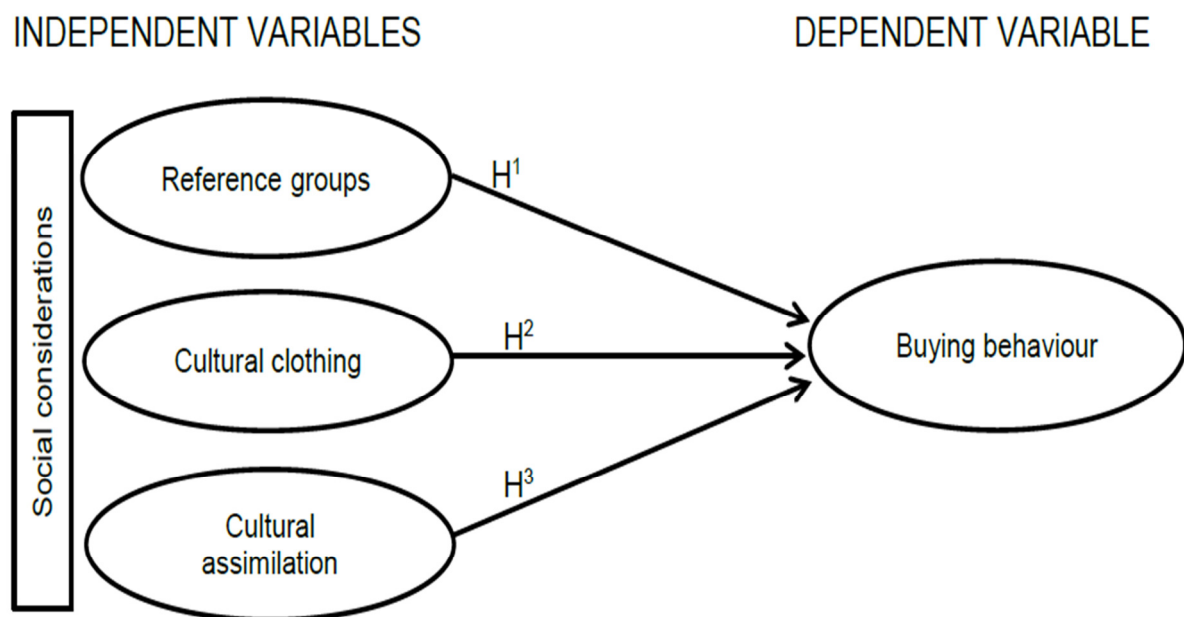 INDEPENDENT VARIABLES
DEPENDENT VARIABLE
Social considerations
Reference groups
H¹
Cultural clothing
H²
Buying behaviour
Cultural
assimilation
H³